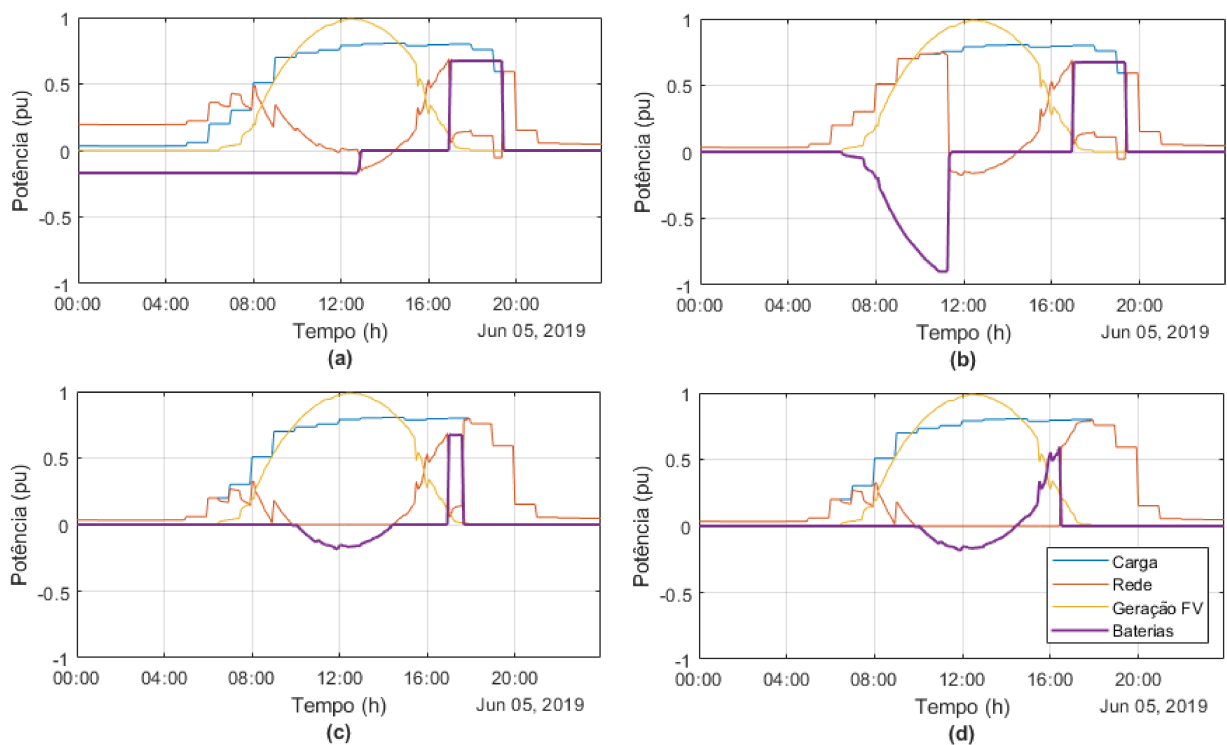 1
0.5
0
-0.5
-1
Potência (pu)
00:00 04:00 08:00 12:00 16:00 20:00
Tempo (h)
Jun 05, 2019
(a)
1
0.5
0
-0.5
-1
Potência (pu)
00:00 04:00 08:00 12:00 16:00 20:00
Tempo (h)
Jun 05, 2019
(b)
1
0.5
0
-0.5
-1
Potência (pu)
00:00 04:00 08:00 12:00 16:00 20:00
Tempo (h)
Jun 05, 2019
(c)
1
0.5
0
-0.5
-1
Potência (pu)
Carga
Rede
Geração FV
Baterias
00:00 04:00 08:00 12:00 16:00 20:00
Tempo (h)
Jun 05, 2019
(d)